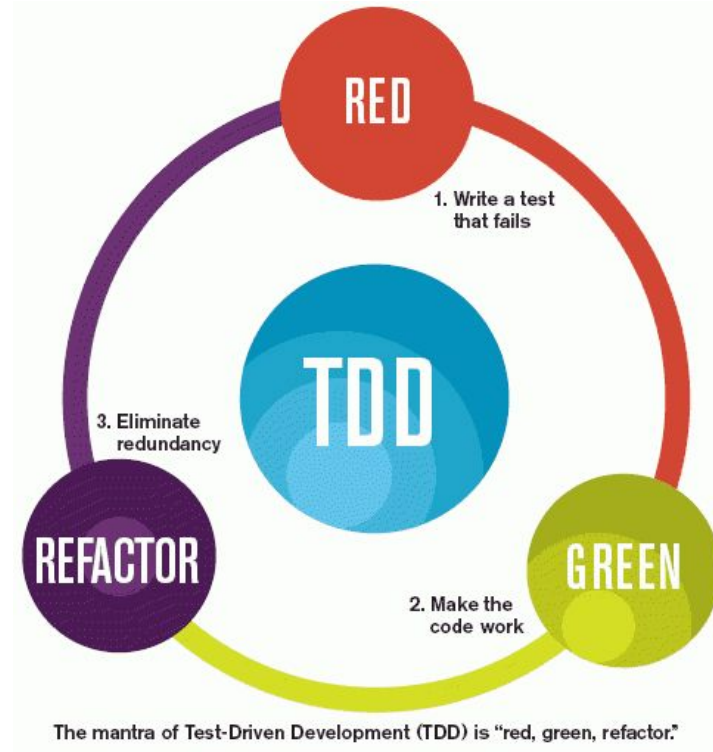 RED
1. Write a test
that fails
TDD
3. Eliminate
redundancy
REFACTOR
GREEN
2. Make the
code work
The mantra of Test-Driven Development (TDD) is “red, green, refactor.”